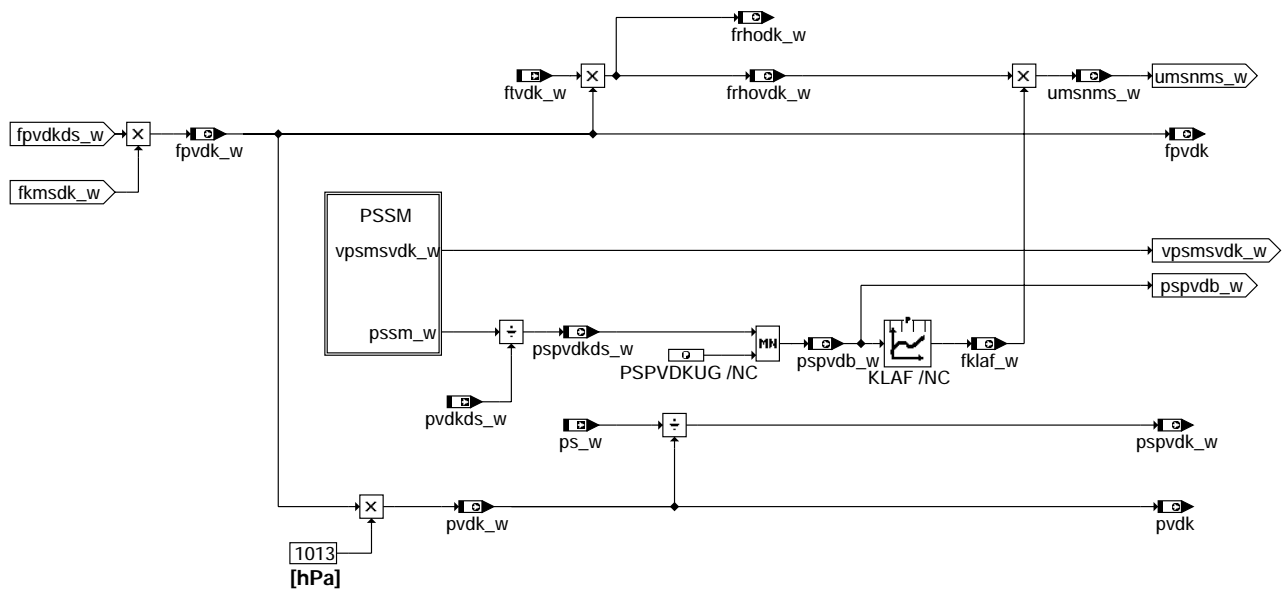 frhodk_w
ftvdk_w
frhovdk_w
umsnms_w
umsnms_w
fpvdkds_w
fpvdk_w
fpvdk
fkmsdk_w
PSSM
vpsmsvdk_w
vpsmsvdk_w
pspvdb_w
pssm_w
pspvdkds_w
MN
P
PSPVDKUG /NC
pspvdb_w
P
KLAF /NC
fklaf_w
pvdkds_w
ps_w
pspvdk_w
pvdk_w
pvdk
1013
[hPa]